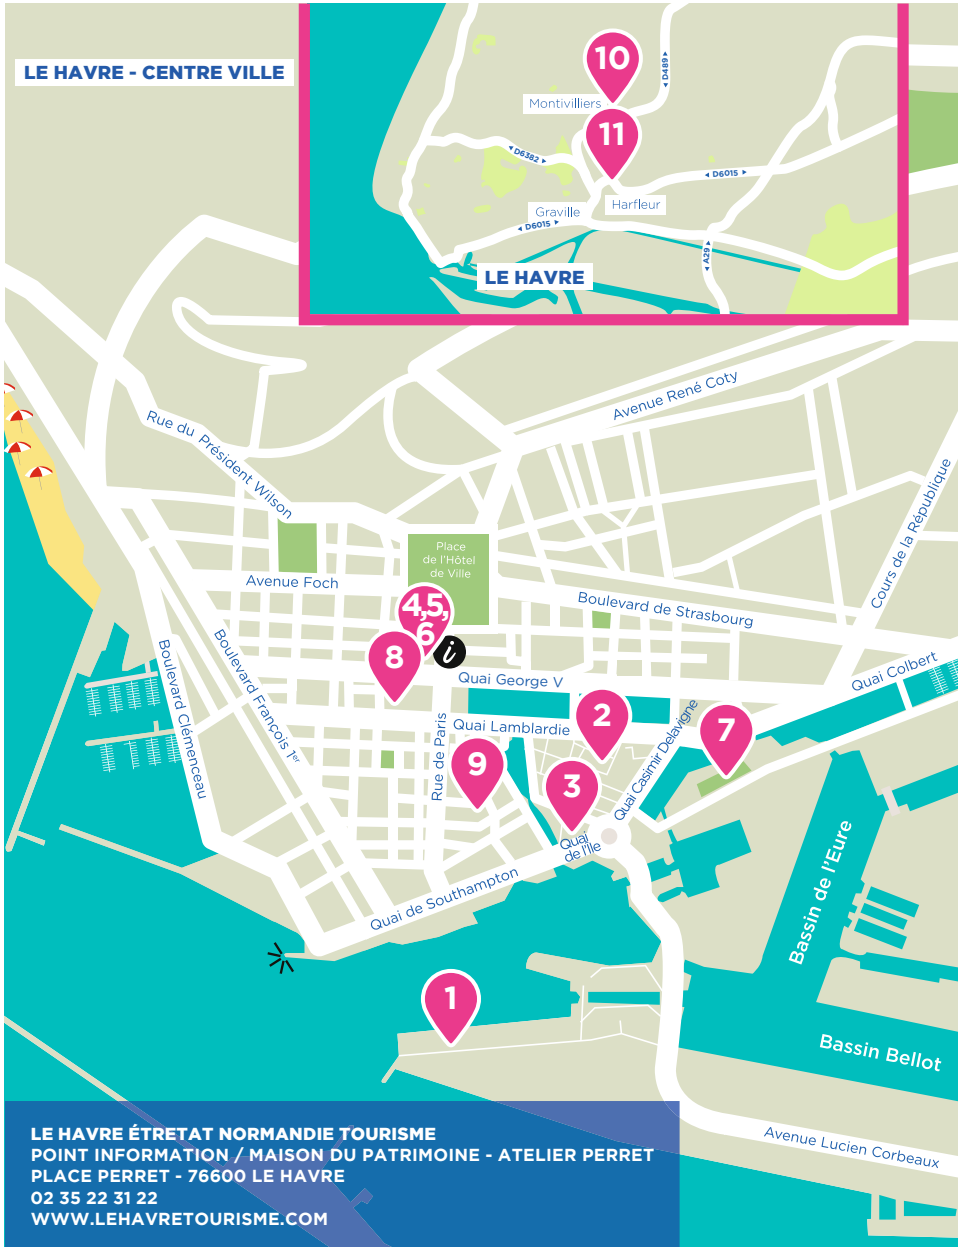 LE HAVRE - CENTRE VILLE
10
D489
Montivilliers
11
D6382
D6015
Graville
Harfleur
D6015
A29
LE HAVRE
Avenue René Coty
Rue du Président Wilson
Cours de la République
Place
de l'Hôtel
de Ville
Avenue Foch
Boulevard de Strasbourg
4,5,
6
i
8
Boulevard Clémenceau
Boulevard François 1er
Quai George V
Quai Colbert
2
7
Quai Lamblardie
Rue de Paris
Quai Casimir Delavigne
9
3
Quai
de l'Île
Quai de Southampton
Bassin de l'Eure
1
Bassin Bellot
Avenue Lucien Corbeaux
LE HAVRE ÉTRETAT NORMANDIE TOURISME
POINT INFORMATION / MAISON DU PATRIMOINE - ATELIER PERRET
PLACE PERRET - 76600 LE HAVRE
02 35 22 31 22
WWW.LEHAVRETOURISME.COM